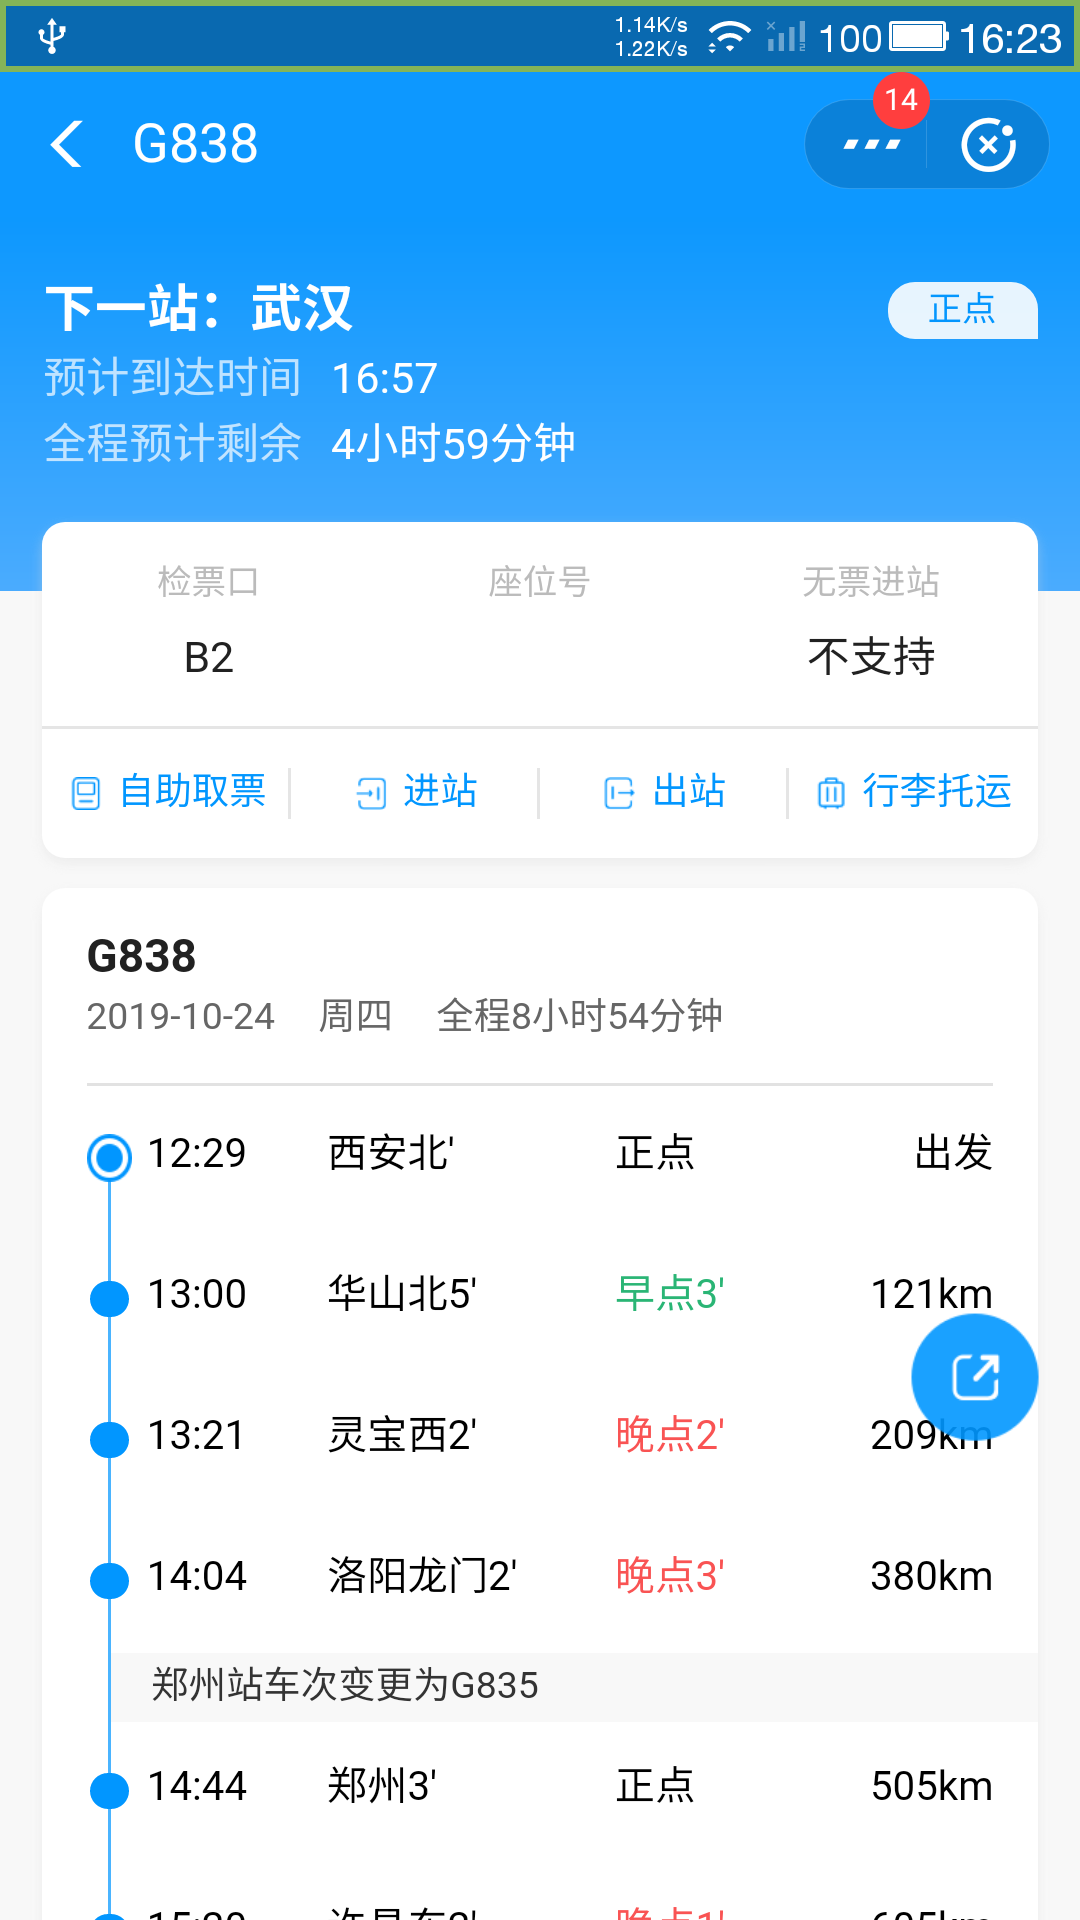 1.14K/s
1.22K/s
100
16:23
14
G838
下一站：武汉
正点
预计到达时间 16:57
全程预计剩余 4小时59分钟
检票口 座位号 无票进站
B2 不支持
自助取票 进站 出站 行李托运
G838
2019-10-24 周四 全程8小时54分钟
12:29 西安北' 正点 出发
13:00 华山北5' 早点3' 121km
13:21 灵宝西2' 晚点2' 209km
14:04 洛阳龙门2' 晚点3' 380km
郑州站车次变更为G835
14:44 郑州3' 正点 505km